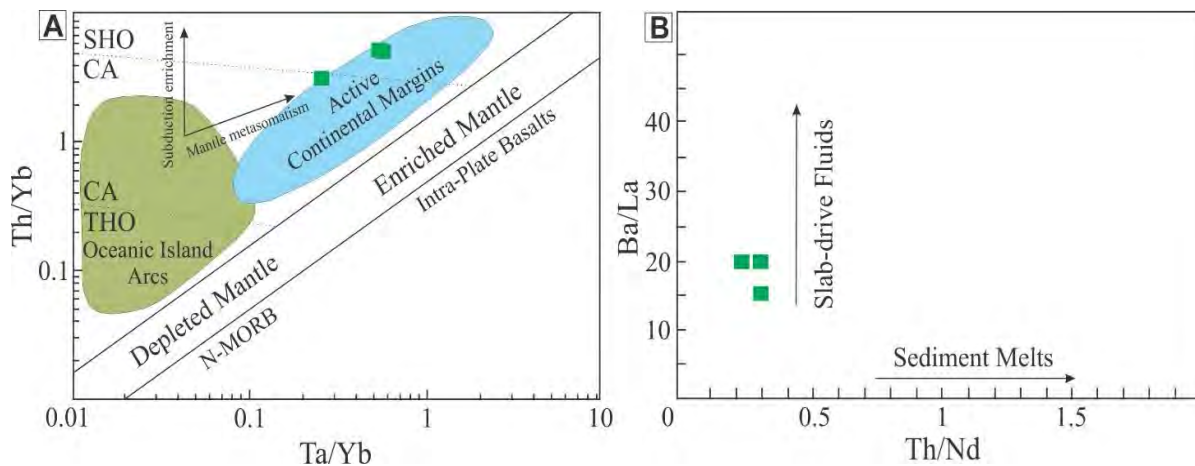 A
SHO
CA
Subduction enrichment
Mantle metasomatism
Active
Continental Margins
Enriched Mantle
Intra-Plate Basalts
CA
THO
Oceanic Island
Arcs
Depleted Mantle
N-MORB
Th/Yb
1
0.1
0.01
0.1
1
10
Ta/Yb
B
Ba/La
40
30
20
10
Slab-drive Fluids
Sediment Melts
0
0.5
1
1.5
Th/Nd